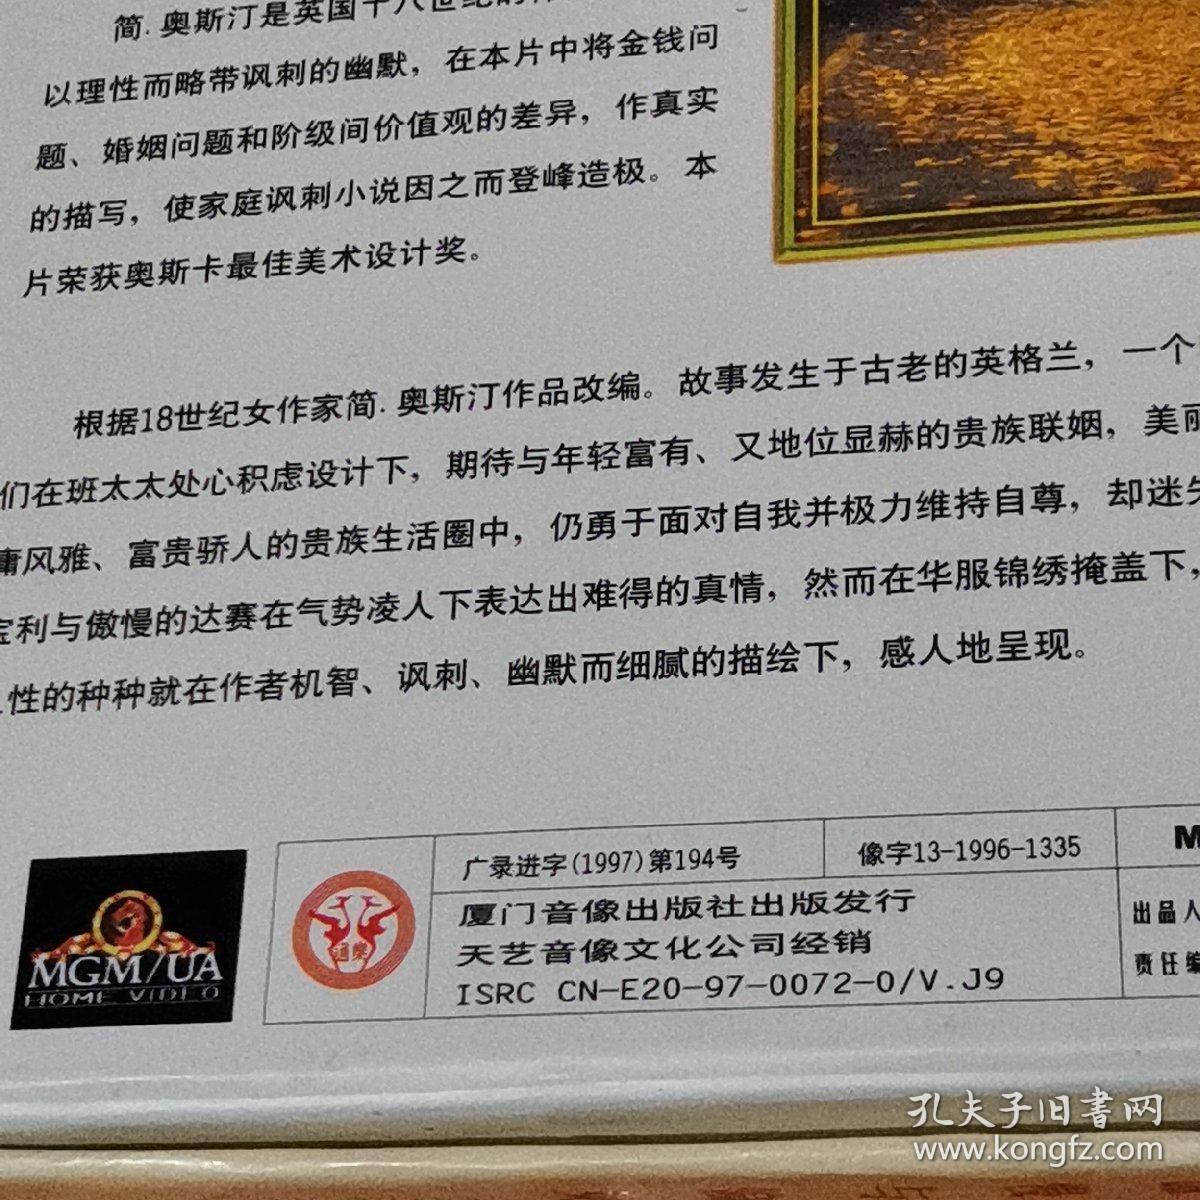 简.奥斯汀是英国十八世纪的
以理性而略带讽刺的幽默，在本片中将金钱问
题、婚姻问题和阶级间价值观的差异，作真实
的描写，使家庭讽刺小说因之而登峰造极。本
片荣获奥斯卡最佳美术设计奖。
根据18世纪女作家简.奥斯汀作品改编。故事发生于古老的英格兰，一个
们在班太太处心积虑设计下，期待与年轻富有、又地位显赫的贵族联姻，美丽
庸风雅、富贵骄人的贵族生活圈中，仍勇于面对自我并极力维持自尊，却迷失
利与傲慢的达赛在气势凌人下表达出难得的真情，然而在华服锦绣掩盖下，
性的种种就在作者机智、讽刺、幽默而细腻的描绘下，感人地呈现。
MGM/UA
HOME VIDEO
广录进字(1997)第194号
像字13-1996-1335
M
厦门音像出版社出版发行
天艺音像文化公司经销
ISRC CN-E20-97-0072-0/V.J9
出品人
责任编
孔夫子旧書网
www.kongfz.com